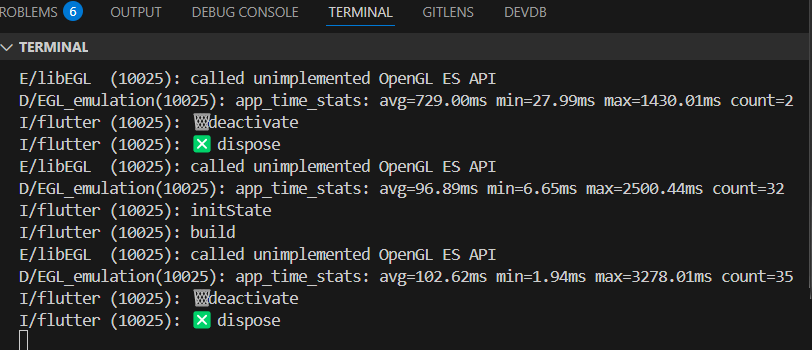 ROBLEMS 6 OUTPUT DEBUG CONSOLE TERMINAL GITLENS DEVDB
TERMINAL
E/libEGL  (10025): called unimplemented OpenGL ES API
D/EGL_emulation(10025): app_time_stats: avg=729.00ms min=27.99ms max=1430.01ms count=2
I/flutter (10025): 🗑️deactivate
I/flutter (10025): ❎ dispose
E/libEGL  (10025): called unimplemented OpenGL ES API
D/EGL_emulation(10025): app_time_stats: avg=96.89ms min=6.65ms max=2500.44ms count=32
I/flutter (10025): initState
I/flutter (10025): build
E/libEGL  (10025): called unimplemented OpenGL ES API
D/EGL_emulation(10025): app_time_stats: avg=102.62ms min=1.94ms max=3278.01ms count=35
I/flutter (10025): 🗑️deactivate
I/flutter (10025): ❎ dispose